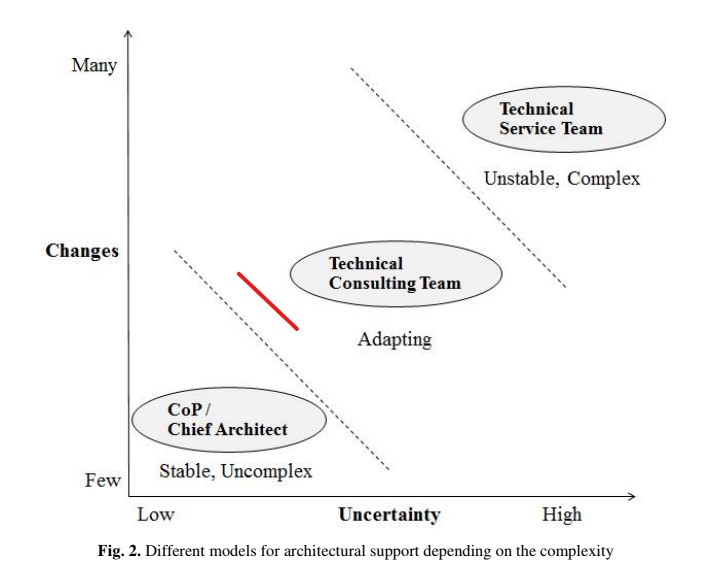 Many
Technical
Service Team
Unstable, Complex
Changes
Technical
Consulting Team
Adapting
CoP /
Chief Architect
Stable, Uncomplex
Few
Low
Uncertainty
High
Fig. 2. Different models for architectural support depending on the complexity